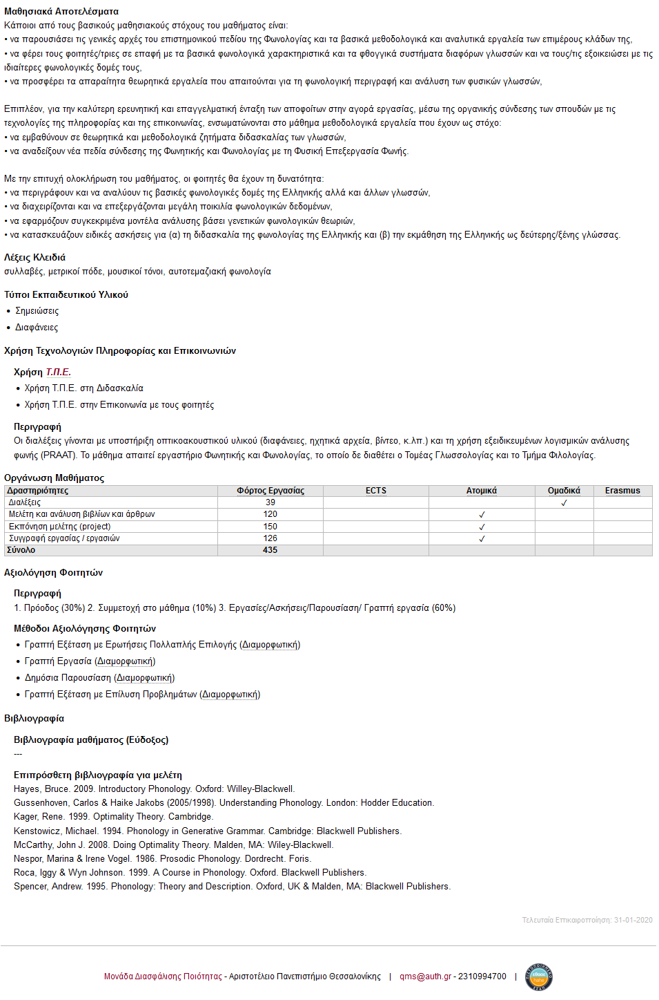 Μαθησιακά Αποτελέσματα
Κάποιοι από τους βασικούς μαθησιακούς στόχους του μαθήματος είναι:
• να παρουσιάσει τις γενικές αρχές του επιστημονικού πεδίου της Φωνολογίας και τα βασικά μεθοδολογικά και αναλυτικά εργαλεία των επιμέρους κλάδων της,
• να φέρει τους φοιτητές/τριες σε επαφή με τα βασικά φωνολογικά χαρακτηριστικά και τα φθογγικά συστήματα διαφόρων γλωσσών και να τους/τις εξοικειώσει με τις
ιδιαίτερες φωνολογικές δομές τους,
• να προσφέρει τα απαραίτητα θεωρητικά εργαλεία που απαιτούνται για τη φωνολογική περιγραφή και ανάλυση των φυσικών γλωσσών,
Επιπλέον, για την καλύτερη ερευνητική και επαγγελματική ένταξη των αποφοίτων στην αγορά εργασίας, μέσω της οργανικής σύνδεσης των σπουδών με τις
τεχνολογίες της πληροφορίας και της επικοινωνίας, ενσωματώνονται στο μάθημα μεθοδολογικά εργαλεία που έχουν ως στόχο:
• να εμβαθύνουν σε θεωρητικά και μεθοδολογικά ζητήματα διδασκαλίας των γλωσσών,
• να αναδείξουν νέα πεδία σύνδεσης της Φωνητικής και Φωνολογίας με τη Φυσική Επεξεργασία Φωνής.
Με την επιτυχή ολοκλήρωση του μαθήματος, οι φοιτητές θα έχουν τη δυνατότητα:
• να περιγράφουν και να αναλύουν τις βασικές φωνολογικές δομές της Ελληνικής αλλά και άλλων γλωσσών,
• να διαχειρίζονται και να επεξεργάζονται μεγάλη ποικιλία φωνολογικών δεδομένων,
• να εφαρμόζουν συγκεκριμένα μοντέλα ανάλυσης βάσει γενετικών φωνολογικών θεωριών,
• να κατασκευάζουν ειδικές ασκήσεις για (α) τη διδασκαλία της φωνολογίας της Ελληνικής και (β) την εκμάθηση της Ελληνικής ως δεύτερης/ξένης γλώσσας.
Λέξεις Κλειδιά
συλλαβές, μετρικοί πόδε, μουσικοί τόνοι, αυτοτεμαζιακή φωνολογία
Τύποι Εκπαιδευτικού Υλικού
• Σημειώσεις
• Διαφάνειες
Χρήση Τεχνολογιών Πληροφορίας και Επικοινωνιών
Χρήση Τ.Π.Ε.
• Χρήση Τ.Π.Ε. στη Διδασκαλία
• Χρήση Τ.Π.Ε. στην Επικοινωνία με τους φοιτητές
Περιγραφή
Οι διαλέξεις γίνονται με υποστήριξη οπτικοακουστικού υλικού (διαφάνειες, ηχητικά αρχεία, βίντεο, κ.λπ.) και τη χρήση εξειδικευμένων λογισμικών ανάλυσης
φωνής (PRAAT). Το μάθημα απαιτεί εργαστήριο Φωνητικής και Φωνολογίας, το οποίο δε διαθέτει ο Τομέας Γλωσσολογίας και το Τμήμα Φιλολογίας.
Οργάνωση Μαθήματος
Δραστηριότητες Φόρτος Εργασίας ECTS Ατομικά Ομαδικά Erasmus
Διαλέξεις 39 ✓
Μελέτη και ανάλυση βιβλίων και άρθρων 120 ✓
Εκπόνηση μελέτης (project) 150 ✓
Συγγραφή εργασίας / εργασιών 126 ✓
Σύνολο 435
Αξιολόγηση Φοιτητών
Περιγραφή
1. Πρόοδος (30%) 2. Συμμετοχή στο μάθημα (10%) 3. Εργασίες/Ασκήσεις/Παρουσίαση/ Γραπτή εργασία (60%)
Μέθοδοι Αξιολόγησης Φοιτητών
• Γραπτή Εξέταση με Ερωτήσεις Πολλαπλής Επιλογής (Διαμορφωτική)
• Γραπτή Εργασία (Διαμορφωτική)
• Δημόσια Παρουσίαση (Διαμορφωτική)
• Γραπτή Εξέταση με Επίλυση Προβλημάτων (Διαμορφωτική)
Βιβλιογραφία
Βιβλιογραφία μαθήματος (Εύδοξος)
---
Επιπρόσθετη βιβλιογραφία για μελέτη
Hayes, Bruce. 2009. Introductory Phonology. Oxford: Willey-Blackwell.
Gussenhoven, Carlos & Haike Jakobs (2005/1998). Understanding Phonology. London: Hodder Education.
Kager, Rene. 1999. Optimality Theory. Cambridge.
Kenstowicz, Michael. 1994. Phonology in Generative Grammar. Cambridge: Blackwell Publishers.
McCarthy, John J. 2008. Doing Optimality Theory. Malden, MA: Wiley-Blackwell.
Nespor, Marina & Irene Vogel. 1986. Prosodic Phonology. Dordrecht. Foris.
Roca, Iggy & Wyn Johnson. 1999. A Course in Phonology. Oxford. Blackwell Publishers.
Spencer, Andrew. 1995. Phonology: Theory and Description. Oxford, UK & Malden, MA: Blackwell Publishers.
Τελευταία Επικαιροποίηση: 31-01-2020
Μονάδα Διασφάλισης Ποιότητας - Αριστοτέλειο Πανεπιστήμιο Θεσσαλονίκης | qms@auth.gr - 2310994700 |